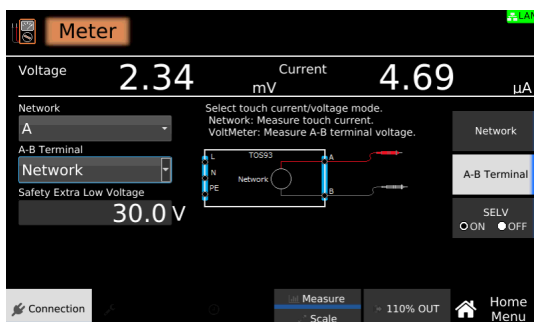 LAN
Meter
Voltage 2.34 mV Current 4.69 µA
Network
A
A-B Terminal
Network
Safety Extra Low Voltage
30.0 V
Select touch current/voltage mode.
Network: Measure touch current.
VoltMeter: Measure A-B terminal voltage.
TOS93
L
N
PE
Network
A
B
Network
A-B Terminal
SELV
ON OFF
Connection
Measure
Scale
110% OUT
Home
Menu